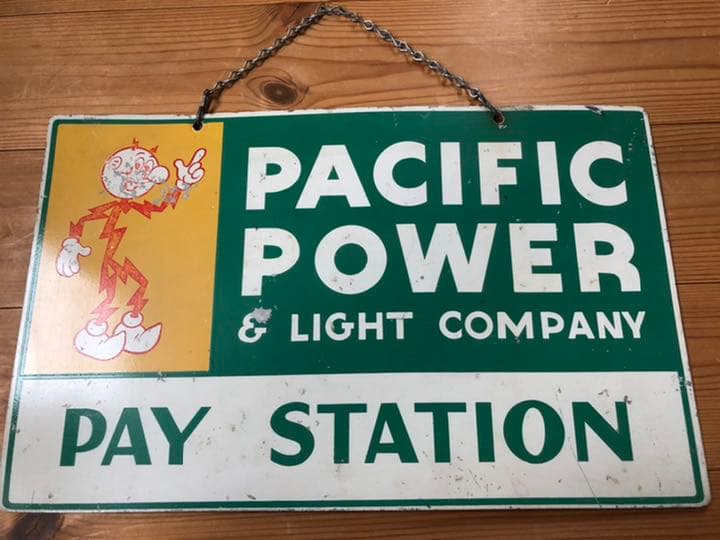 PACIFIC
POWER
& LIGHT COMPANY
PAY STATION